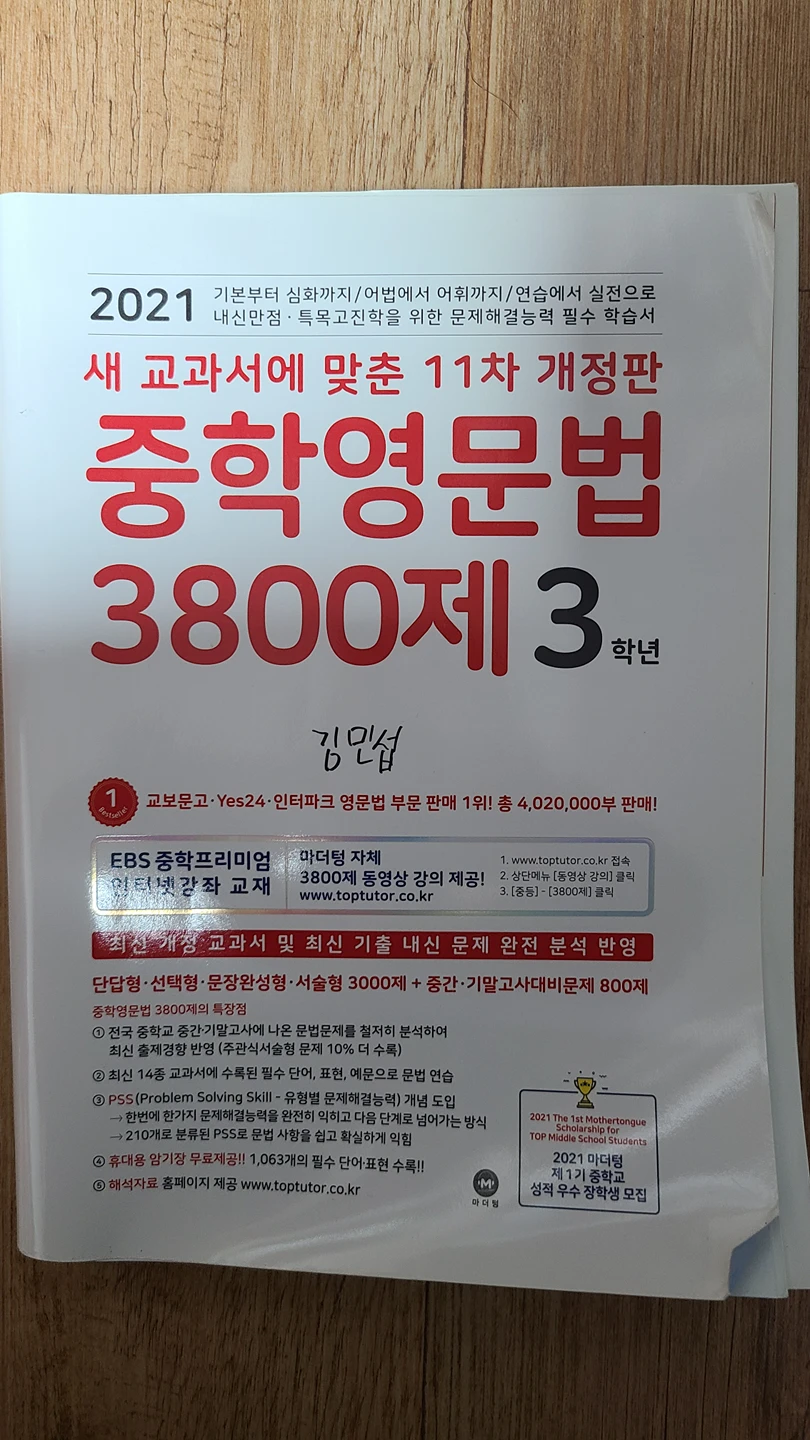 2021
기본부터 심화까지/어법에서 어휘까지/연습에서 실전으로
내신만점·특목고진학을 위한 문제해결능력 필수 학습서
새 교과서에 맞춘 11차 개정판
중학영문법
3800제 3학년
김민섭
1 Bestseller
교보문고·Yes24·인터파크 영문법 부문 판매 1위! 총 4,020,000부 판매!
EBS 중학프리미엄
인터넷강좌 교재
마더텅 자체
3800제 동영상 강의 제공!
www.toptutor.co.kr
1. www.toptutor.co.kr 접속
2. 상단메뉴 [동영상 강의] 클릭
3. [중등] - [3800제] 클릭
최신 개정 교과서 및 최신 기출 내신 문제 완전 분석 반영
단답형·선택형·문장완성형·서술형 3000제 + 중간·기말고사대비문제 800제
중학영문법 3800제의 특장점
① 전국 중학교 중간·기말고사에 나온 문법문제를 철저히 분석하여
최신 출제경향 반영 (주관식서술형 문제 10% 더 수록)
② 최신 14종 교과서에 수록된 필수 단어, 표현, 예문으로 문법 연습
③ PSS(Problem Solving Skill - 유형별 문제해결능력) 개념 도입
→ 한번에 한가지 문제해결능력을 완전히 익히고 다음 단계로 넘어가는 방식
→ 210개로 분류된 PSS로 문법 사항을 쉽고 확실하게 익힘
④ 휴대용 암기장 무료제공!! 1,063개의 필수 단어·표현 수록!!
⑤ 해석자료 홈페이지 제공 www.toptutor.co.kr
M
마더텅
2021 The 1st Mothertongue
Scholarship for
TOP Middle School Students
2021 마더텅
제1기 중학교
성적 우수 장학생 모집